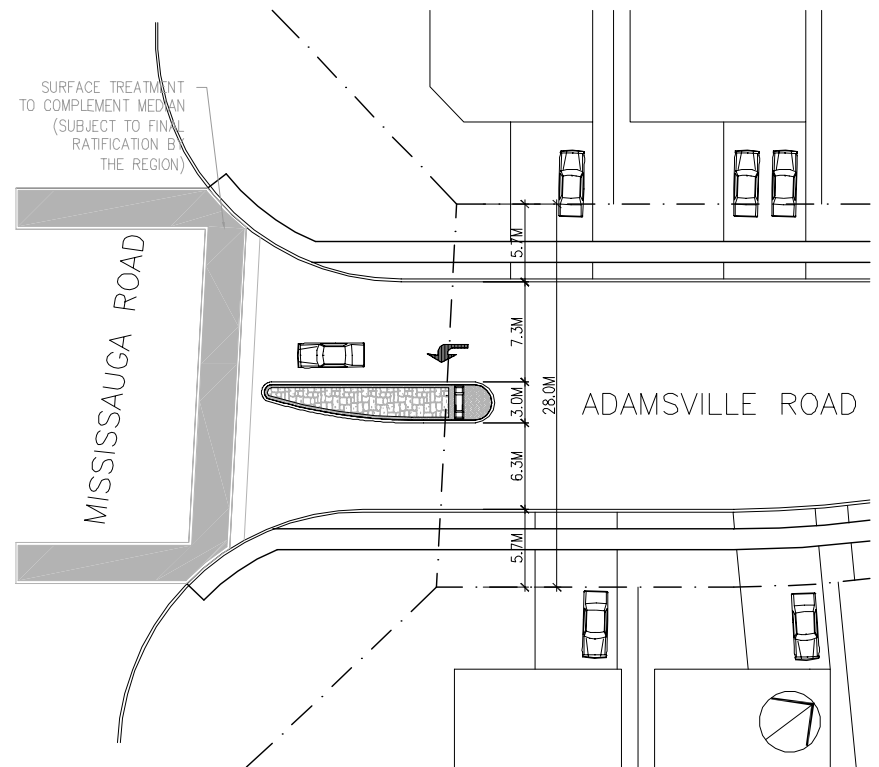 SURFACE TREATMENT
TO COMPLEMENT MEDIAN
(SUBJECT TO FINAL
RATIFICATION BY
THE REGION)
MISSISSAUGA ROAD
5.7M
7.3M
3.0M
28.0M
6.3M
5.7M
ADAMSVILLE ROAD